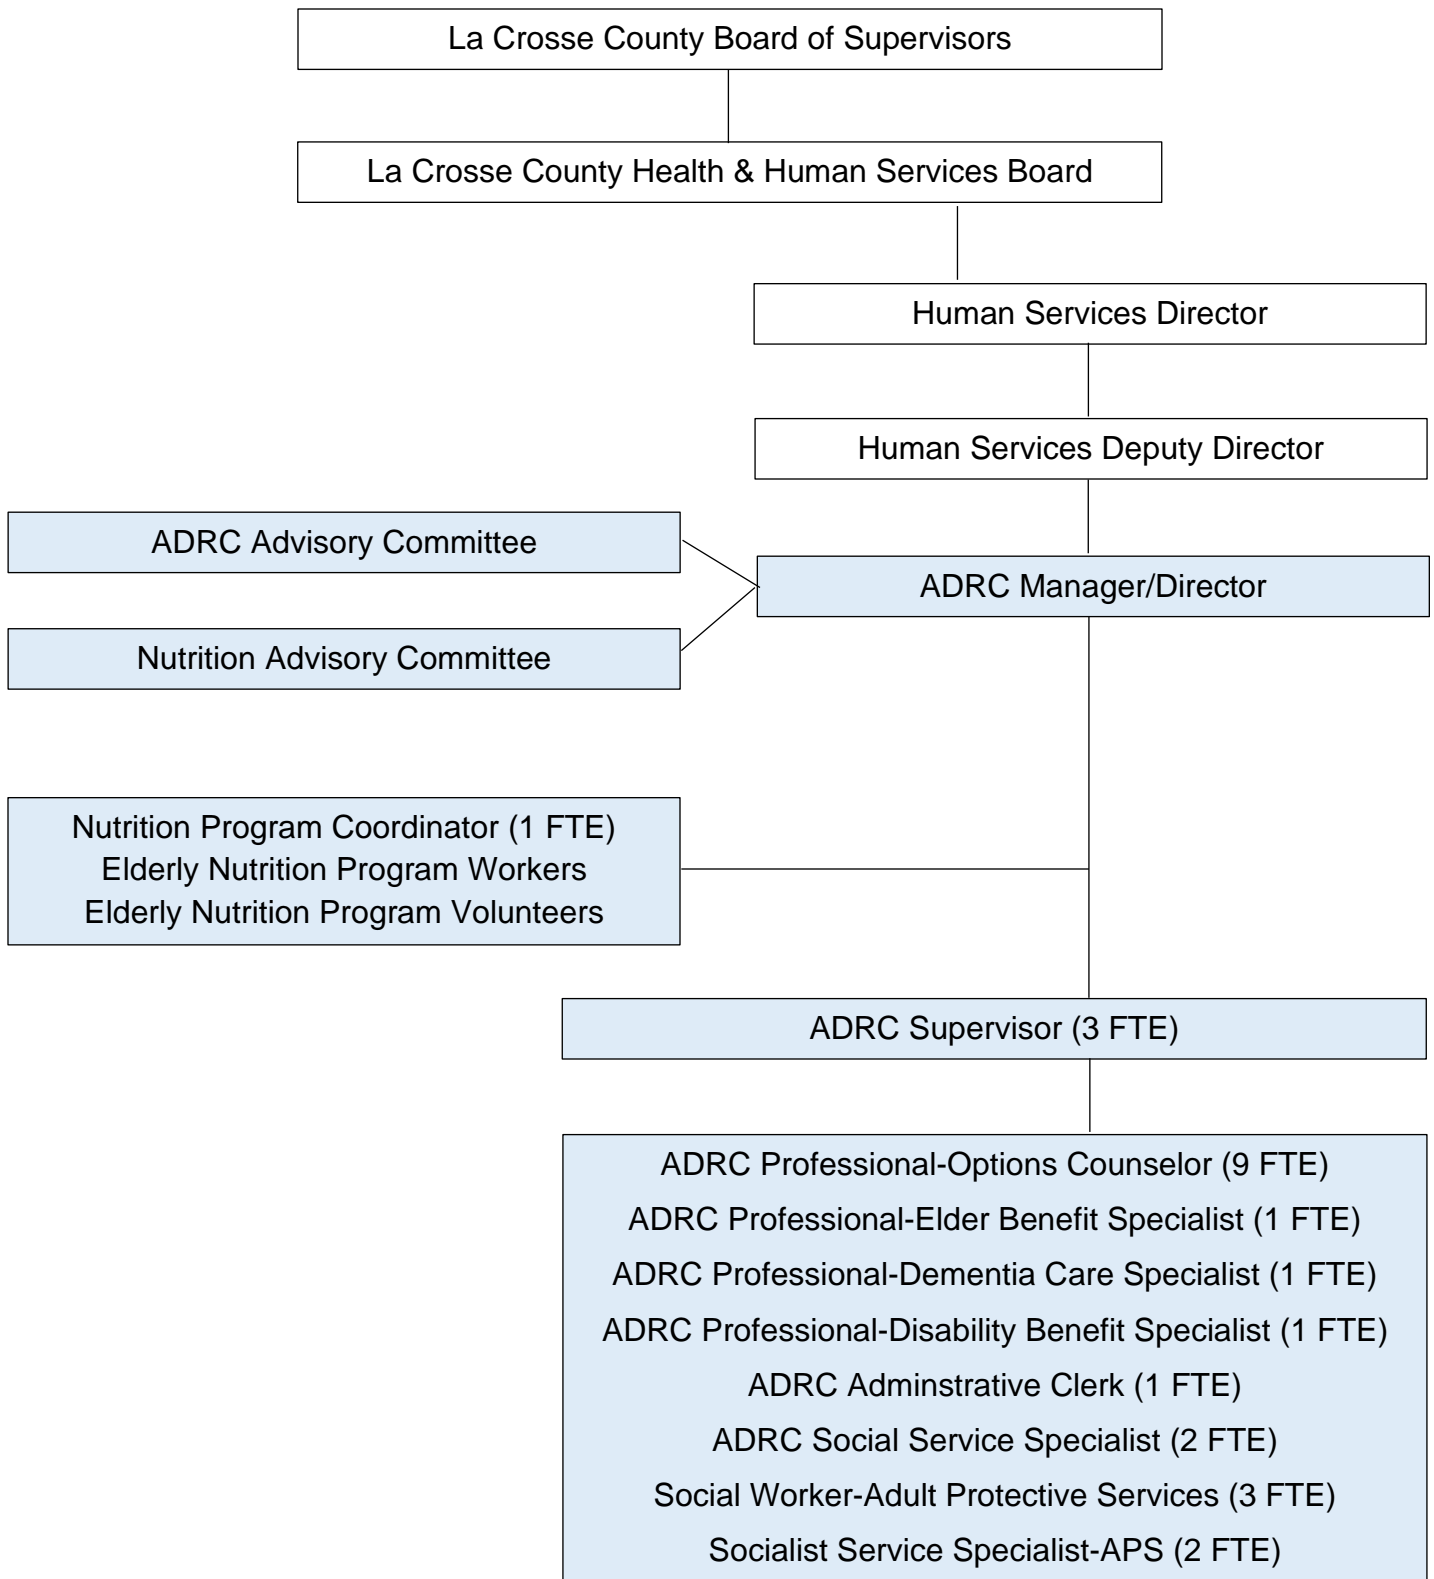 La Crosse County Board of Supervisors
La Crosse County Health & Human Services Board
Human Services Director
Human Services Deputy Director
ADRC Advisory Committee
ADRC Manager/Director
Nutrition Advisory Committee
Nutrition Program Coordinator (1 FTE)
Elderly Nutrition Program Workers
Elderly Nutrition Program Volunteers
ADRC Supervisor (3 FTE)
ADRC Professional-Options Counselor (9 FTE)
ADRC Professional-Elder Benefit Specialist (1 FTE)
ADRC Professional-Dementia Care Specialist (1 FTE)
ADRC Professional-Disability Benefit Specialist (1 FTE)
ADRC Adminstrative Clerk (1 FTE)
ADRC Social Service Specialist (2 FTE)
Social Worker-Adult Protective Services (3 FTE)
Socialist Service Specialist-APS (2 FTE)